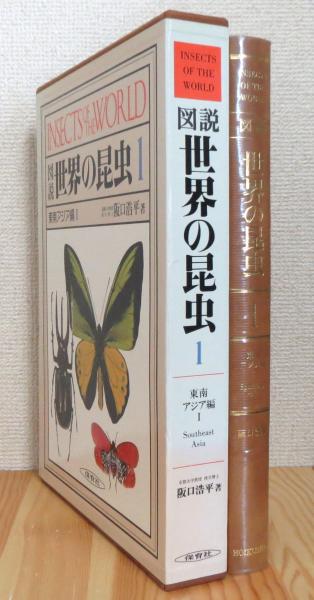 INSECTS OF THE WORLD
図説 世界の昆虫 1
東南アジア編 I
阪口浩平著
保育社
INSECTS
OF THE
WORLD
図説
世界の昆虫
1
東南
アジア編
I
Southeast
Asia
阪口浩平著
保育社
INSECTS
OF THE
WORLD
図説
世界の昆虫
1